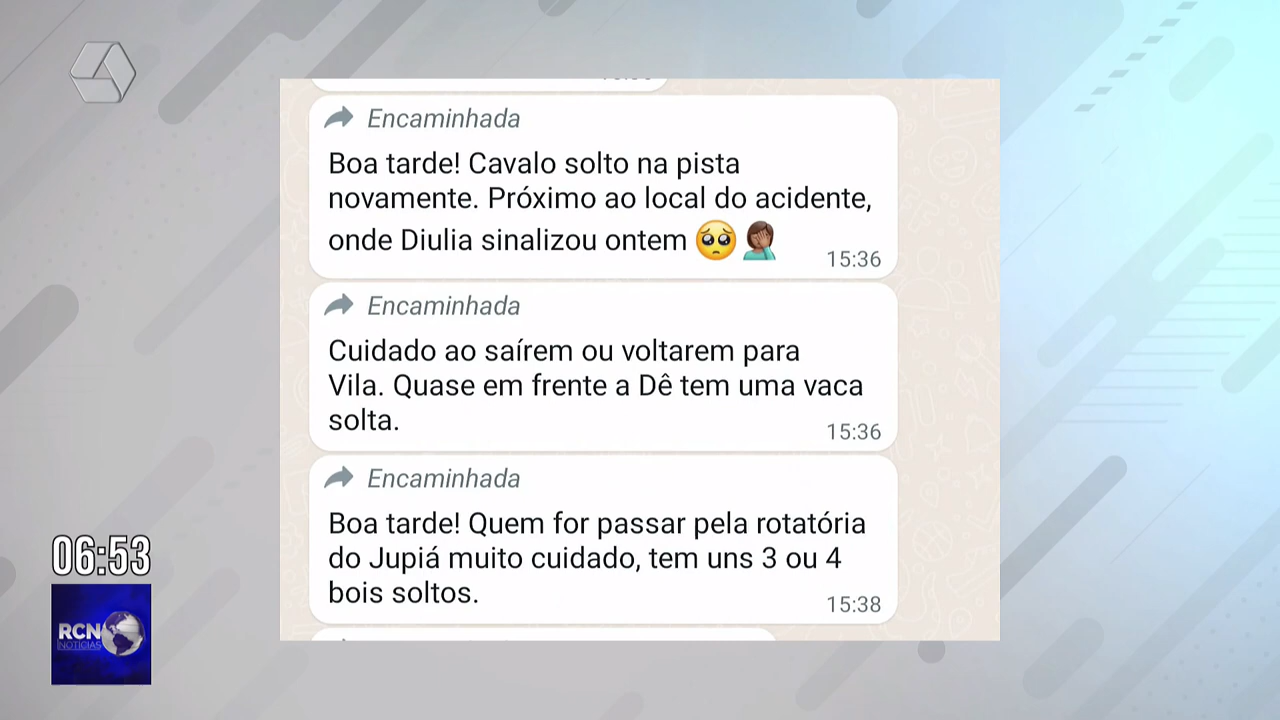 Encaminhada
Boa tarde! Cavalo solto na pista
novamente. Próximo ao local do acidente,
onde Diulia sinalizou ontem 🥺🤦🏾‍♀️
15:36
Encaminhada
Cuidado ao saírem ou voltarem para
Vila. Quase em frente a Dê tem uma vaca
solta.
15:36
Encaminhada
Boa tarde! Quem for passar pela rotatória
do Jupiá muito cuidado, tem uns 3 ou 4
bois soltos.
15:38
06:53
RCN
NOTÍCIAS